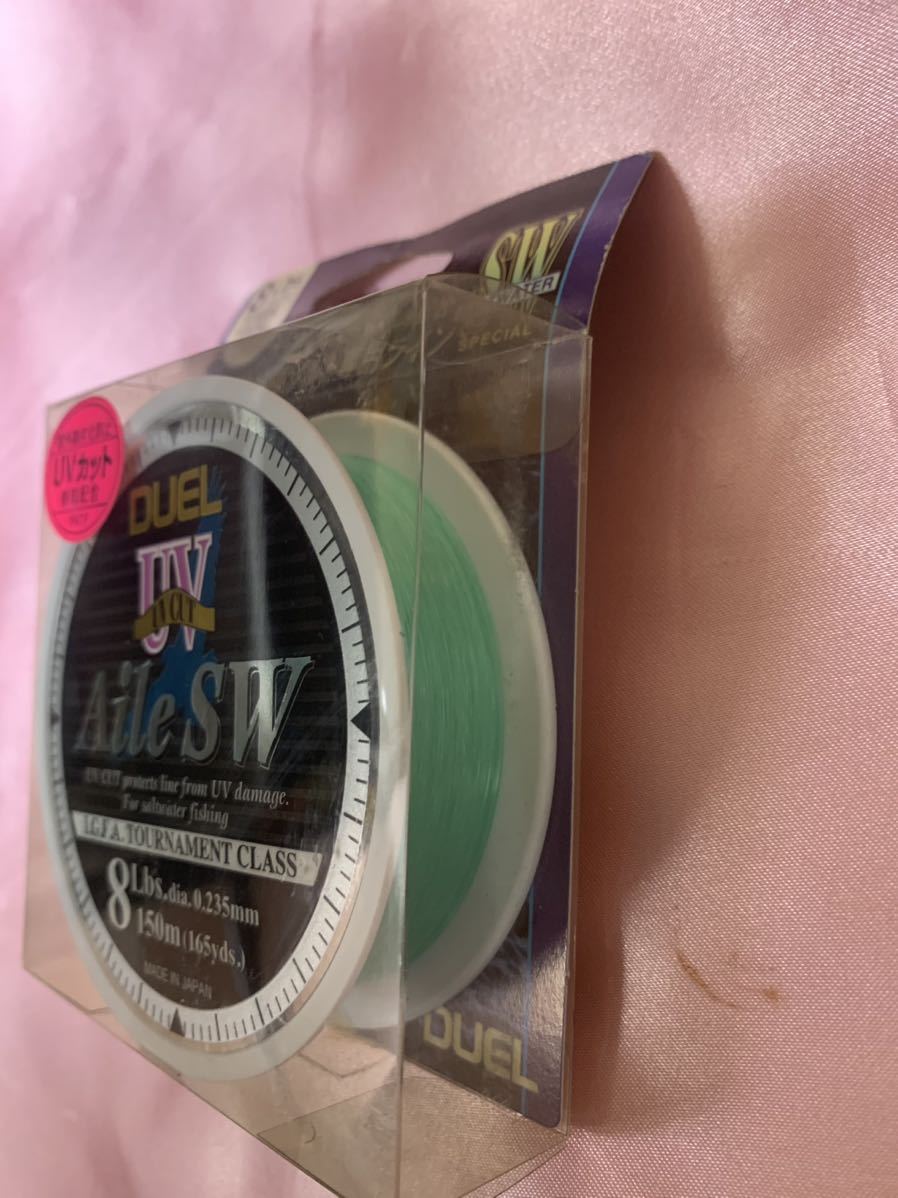 SW
WATER
SPECIAL
UVカット
DUEL
UV
UV CUT
Aile SW
UV CUT protects line from UV damage.
For saltwater fishing
I.G.F.A. TOURNAMENT CLASS
8 Lbs. dia. 0.235mm
150m (165yds.)
MADE IN JAPAN
DUEL